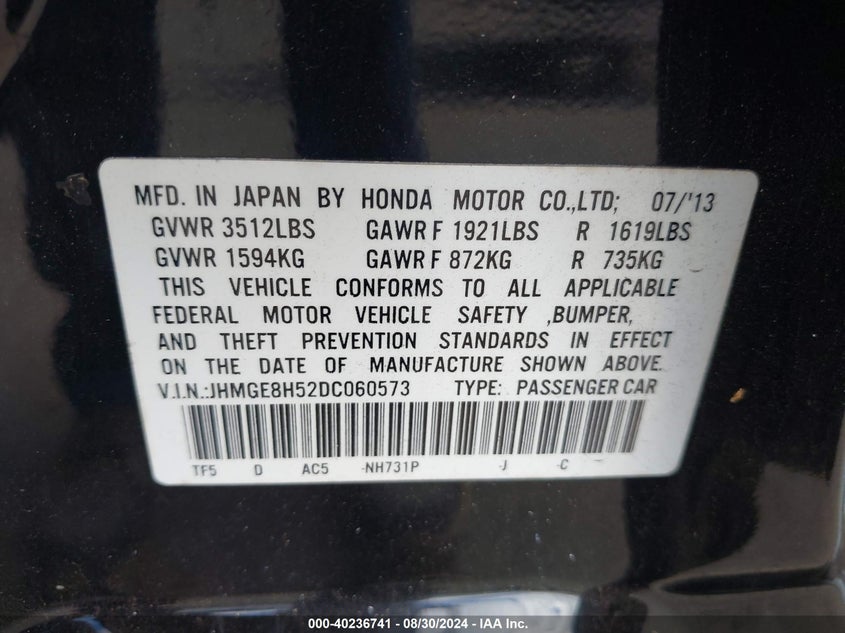 MFD. IN JAPAN BY HONDA MOTOR CO.,LTD; 07/'13
GVWR 3512LBS GAWR F 1921LBS R 1619LBS
GVWR 1594KG GAWR F 872KG R 735KG
THIS VEHICLE CONFORMS TO ALL APPLICABLE
FEDERAL MOTOR VEHICLE SAFETY ,BUMPER,
AND THEFT PREVENTION STANDARDS IN EFFECT
ON THE DATE OF MANUFACTURE SHOWN ABOVE.
V.I.N.:JHMGE8H52DC060573 TYPE: PASSENGER CAR
TF5 D AC5 -NH731P -J -C
000-40236741 - 08/30/2024 - IAA Inc.